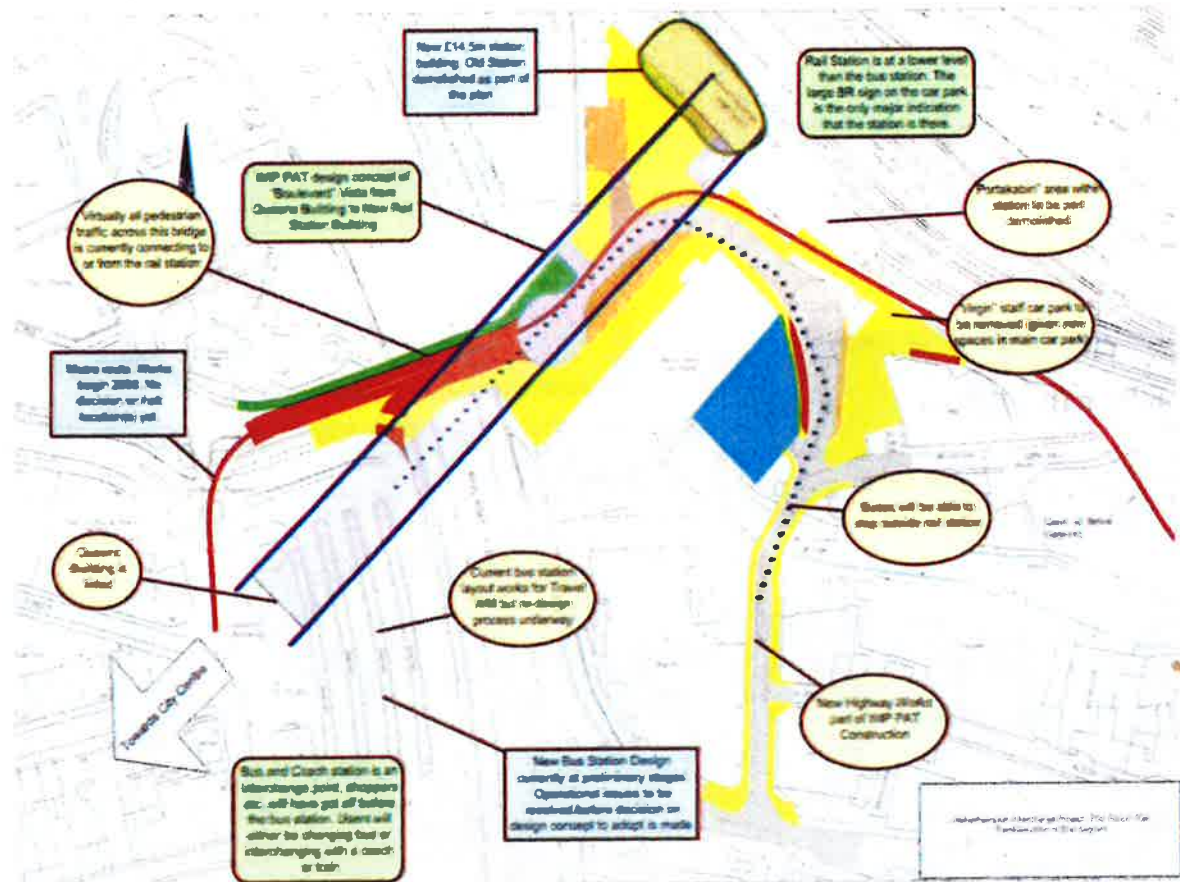 New £14.5m station
building. Old Station
demolished as part of
the plan
Rail Station is at a lower level
than the bus station. The
large BR sign on the car park
is the only major indication
that the station is there.
WIP PAT design concept of
"Boulevard" Vista from
Queens Building to New Rail
Station Building
"Virtually all pedestrian
traffic across this bridge
is currently connecting to
or from the rail station
"Portakabin" area within
station to be part
demolished
"Virgin" staff car park to
be removed (given new
spaces in main car park)
Metro route. Works
begin No
decision on halt
location(s) yet
Queens
Building is
listed
Current bus station
layout works for Travel
WM but re-design
process underway
Buses will be able to
stop outside rail station
Towards City Centre
New Highway Works
part of WIP PAT
Construction
Bus and Coach station is an
interchange point, shoppers
etc. will have got off before
the bus station. Users will
either be changing bus or
interchanging with a coach
or train
New Bus Station Design
currently at preliminary stages.
Operational issues to be
resolved before decision on
design concept to adopt is made